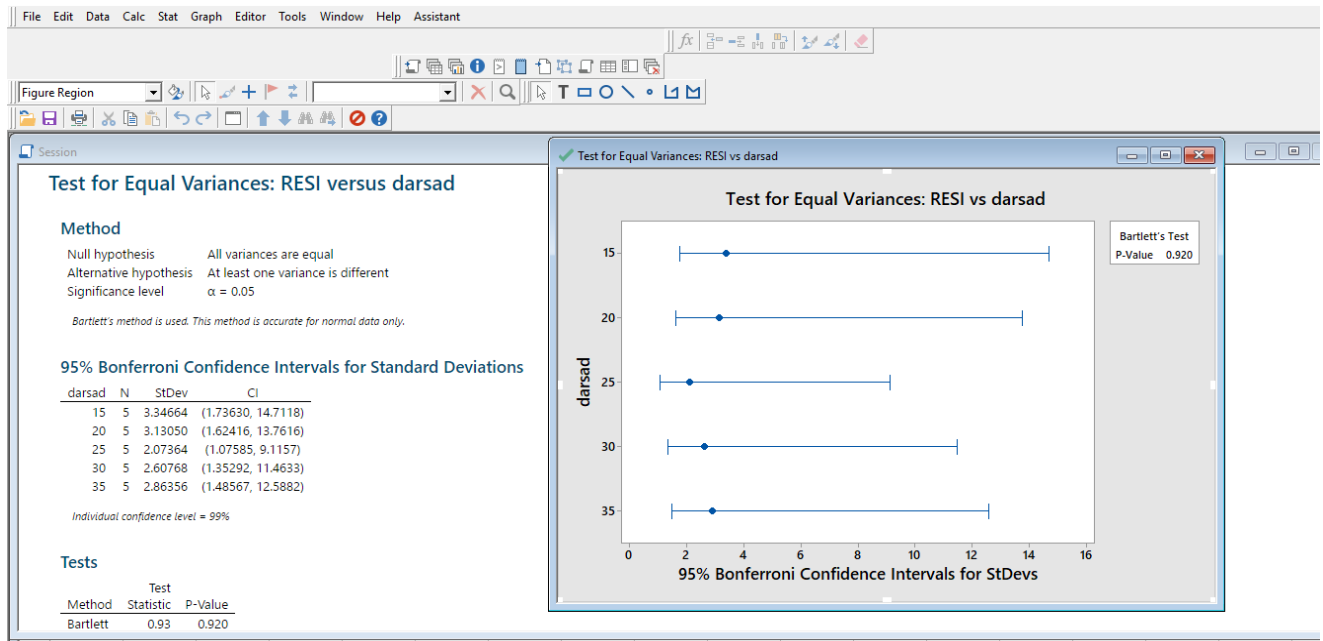 File Edit Data Calc Stat Graph Editor Tools Window Help Assistant
fx
Figure Region
T
Session
Test for Equal Variances: RESI versus darsad
Method
Null hypothesis All variances are equal
Alternative hypothesis At least one variance is different
Significance level α = 0.05
Bartlett's method is used. This method is accurate for normal data only.
95% Bonferroni Confidence Intervals for Standard Deviations
darsad N StDev CI
15 5 3.34664 (1.73630, 14.7118)
20 5 3.13050 (1.62416, 13.7616)
25 5 2.07364 (1.07585, 9.1157)
30 5 2.60768 (1.35292, 11.4633)
35 5 2.86356 (1.48567, 12.5882)
Individual confidence level = 99%
Tests
Test
Method Statistic P-Value
Bartlett 0.93 0.920
Test for Equal Variances: RESI vs darsad
Test for Equal Variances: RESI vs darsad
Bartlett's Test
P-Value 0.920
darsad
15
20
25
30
35
0 2 4 6 8 10 12 14 16
95% Bonferroni Confidence Intervals for StDevs